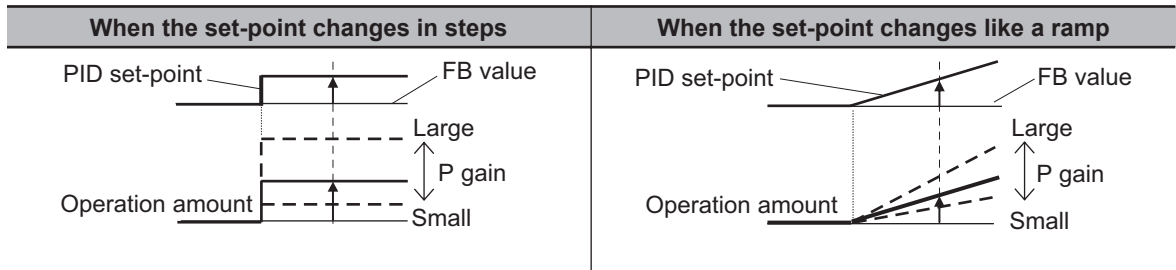 When the set-point changes in steps
PID set-point
FB value
Large
P gain
Operation amount
Small
When the set-point changes like a ramp
PID set-point
FB value
Large
P gain
Operation amount
Small